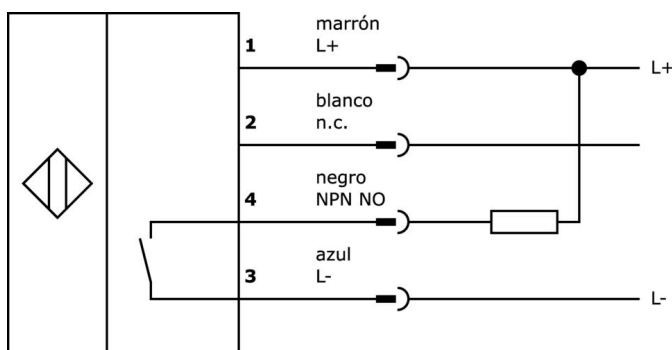 marrón
1 L+
L+
blanco
2 n.c.
negro
4 NPN NO
azul
3 L-
L-